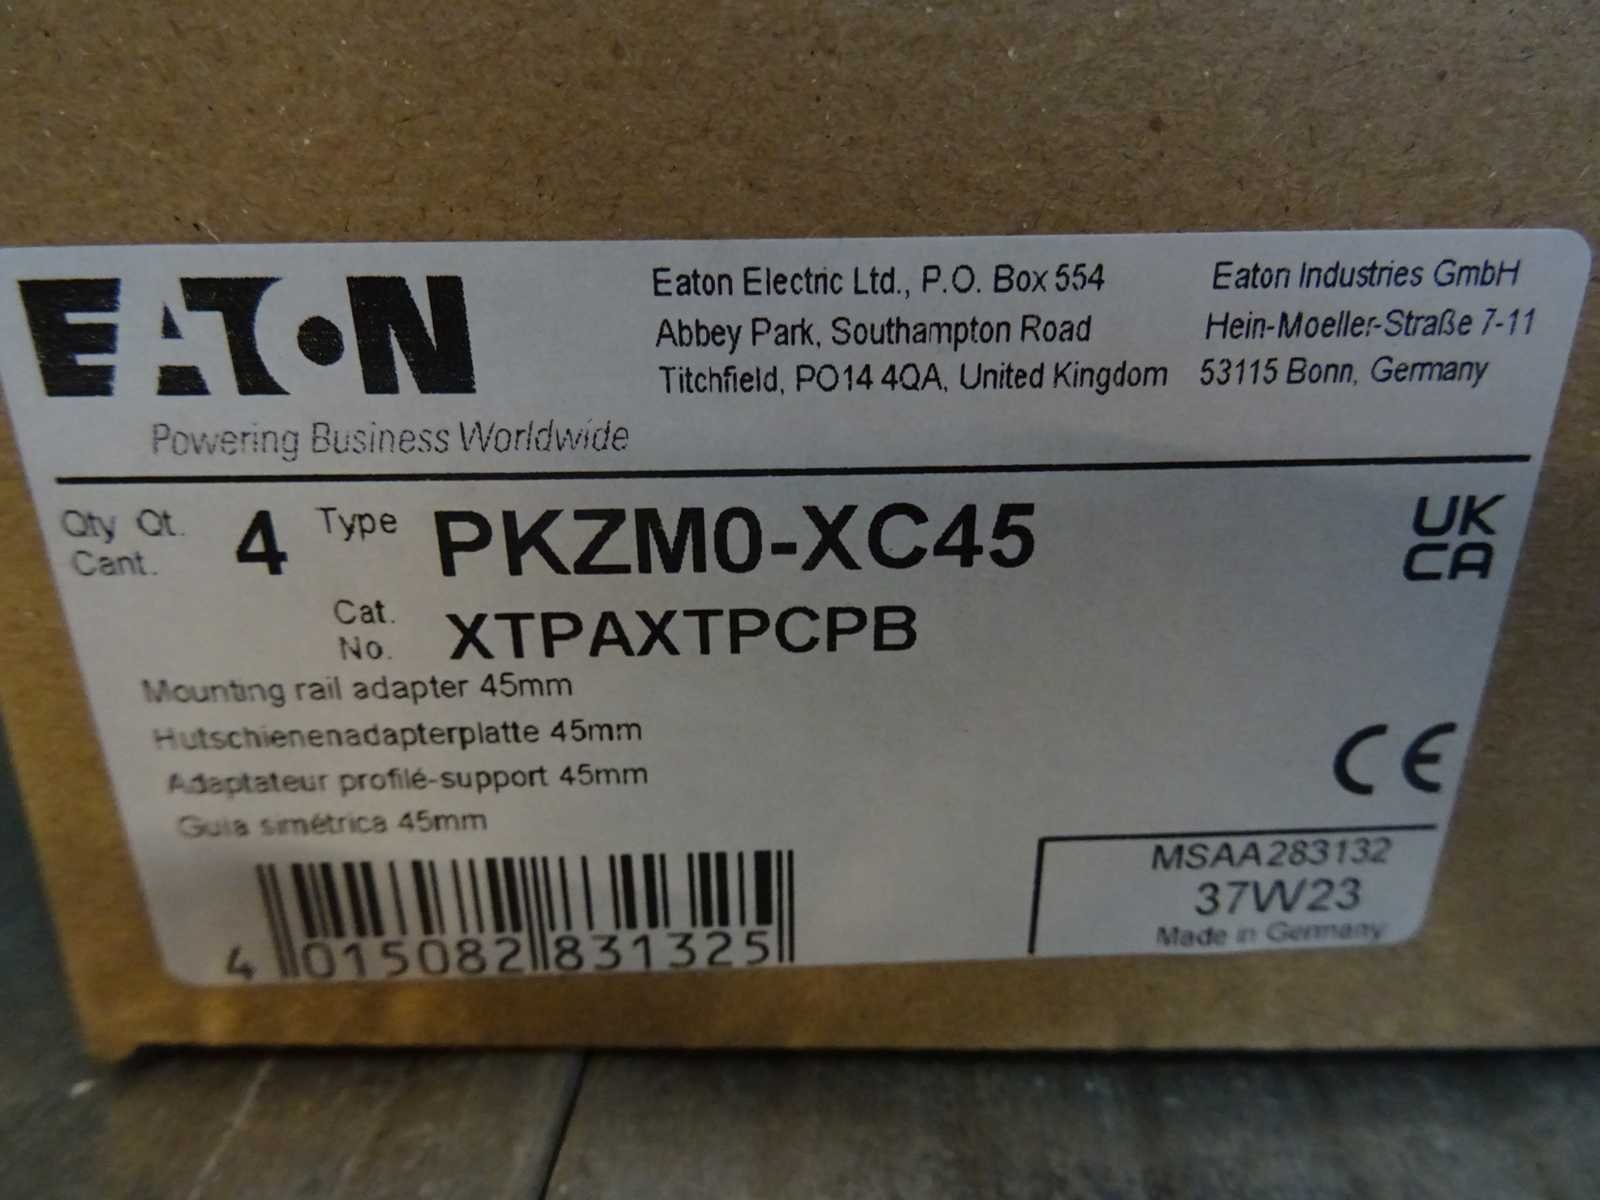 EATON
Powering Business Worldwide
Eaton Electric Ltd., P.O. Box 554
Abbey Park, Southampton Road
Titchfield, PO14 4QA, United Kingdom
Eaton Industries GmbH
Hein-Moeller-Straße 7-11
53115 Bonn, Germany
Qty Qt. Cant. 4 Type PKZM0-XC45
Cat. No. XTPAXTPCPB
UK CA
Mounting rail adapter 45mm
Hutschienenadapterplatte 45mm
Adaptateur profilé-support 45mm
Guia simétrica 45mm
CE
4 015082 831325
MSAA283132
37W23
Made in Germany